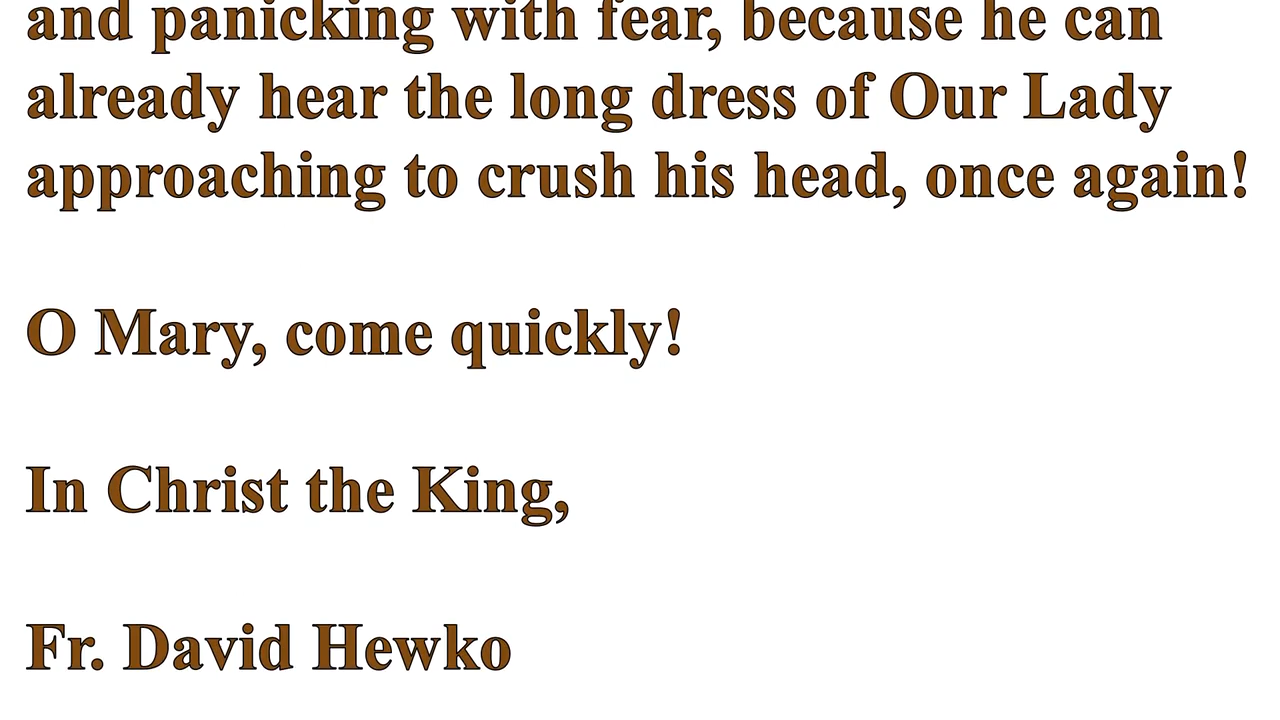 and panicking with fear, because he can
already hear the long dress of Our Lady
approaching to crush his head, once again!
O Mary, come quickly!
In Christ the King,
Fr. David Hewko